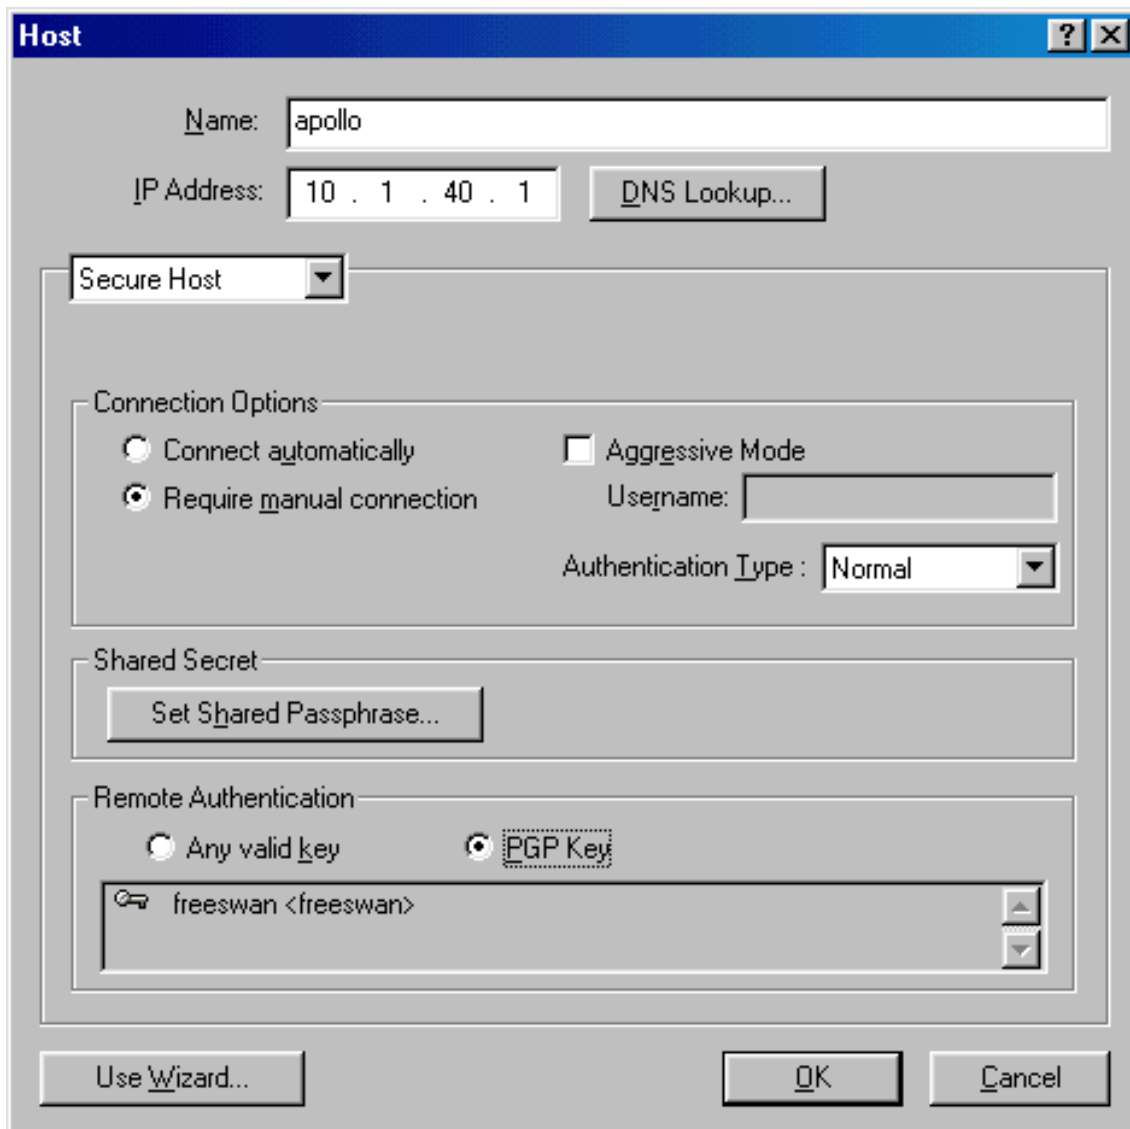 Host
Name: apollo
IP Address: 10 . 1 . 40 . 1 DNS Lookup...
Secure Host
Connection Options
Connect automatically Aggressive Mode
Require manual connection Username:
Authentication Type : Normal
Shared Secret
Set Shared Passphrase...
Remote Authentication
Any valid key PGP Key
freeswan <freeswan>
Use Wizard... OK Cancel